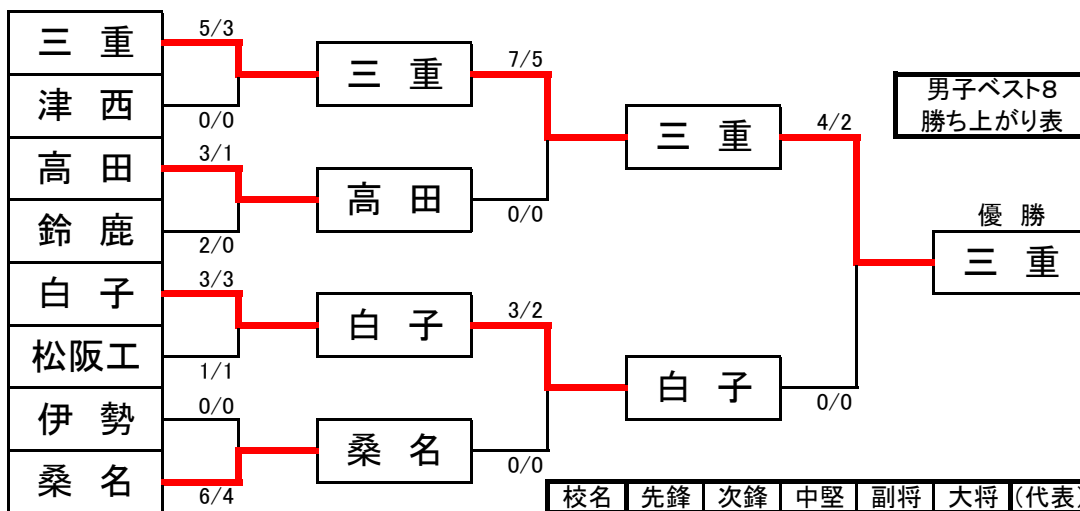 三 重
5/3
津 西
0/0
高 田
3/1
鈴 鹿
2/0
白 子
3/3
松阪工
1/1
伊 勢
0/0
桑 名
6/4
三 重
7/5
高 田
0/0
白 子
3/2
桑 名
0/0
三 重
4/2
白 子
0/0
男子ベスト8
勝ち上がり表
優 勝
三 重
校名 先鋒 次鋒 中堅 副将 大将 (代表)